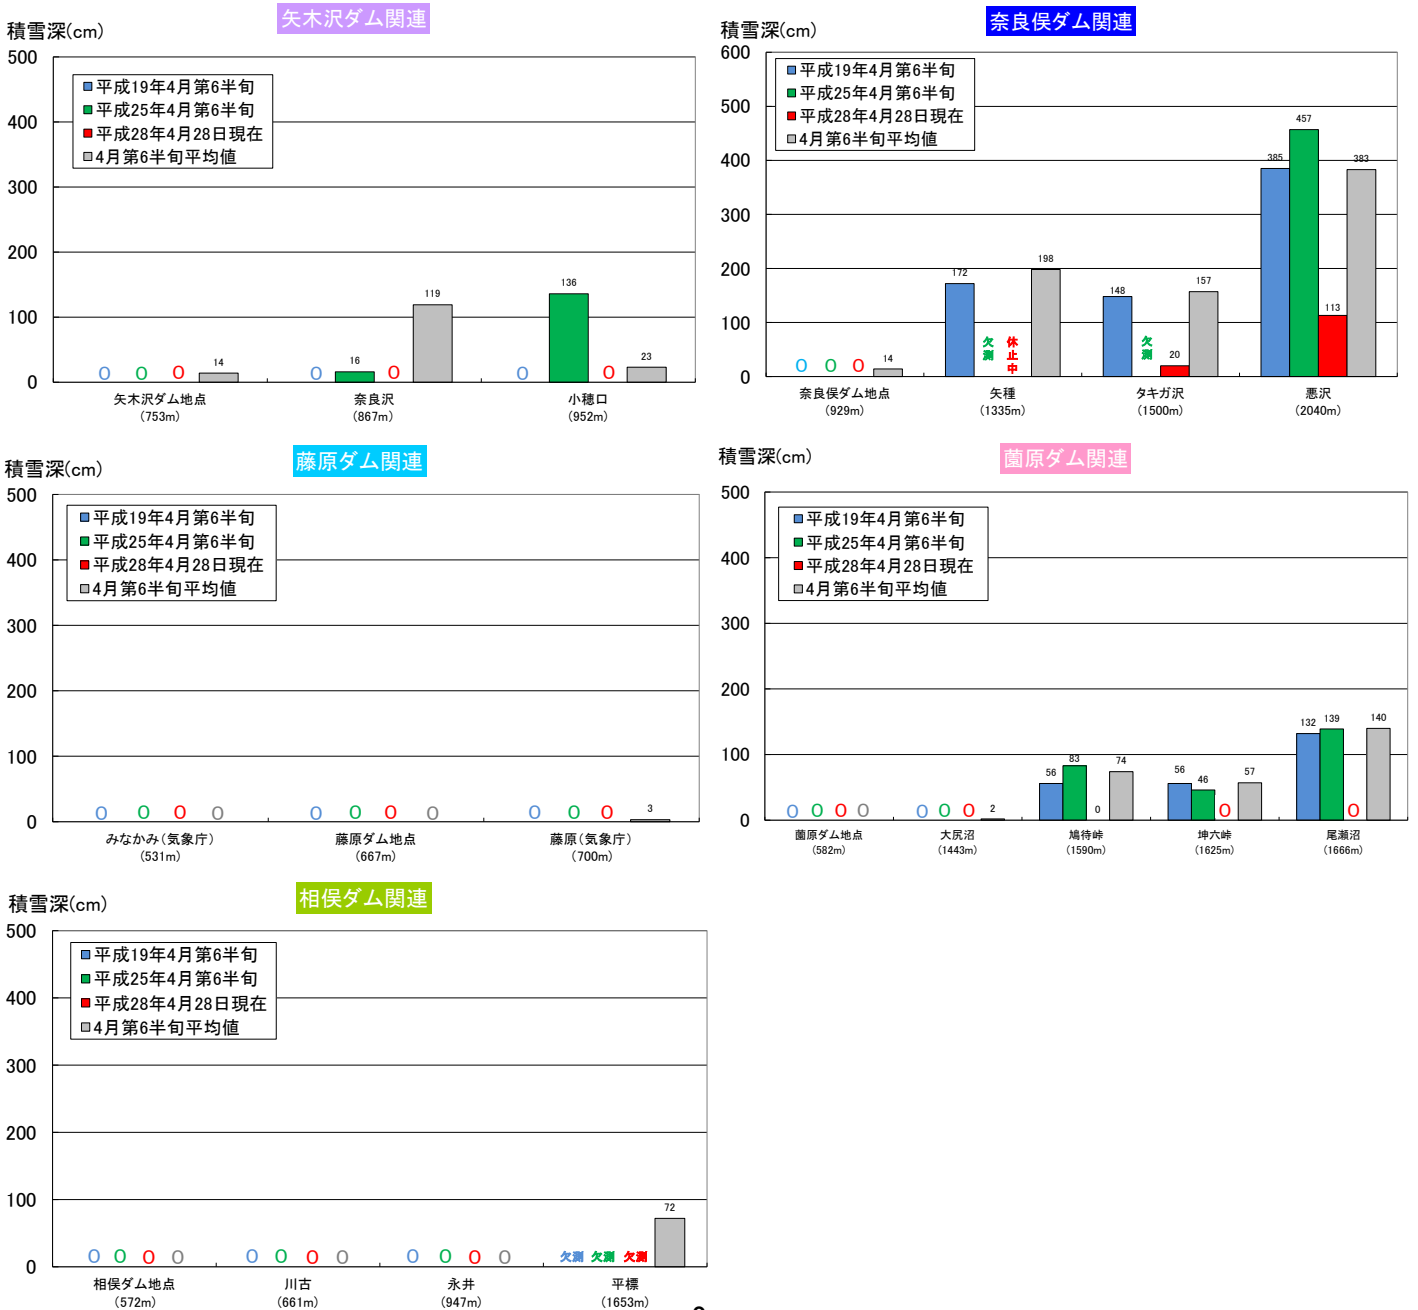 矢木沢ダム関連
積雪深(cm)
500
400
300
200
100
0
平成19年4月第6半旬
平成25年4月第6半旬
平成28年4月28日現在
4月第6半旬平均値
0 0 0 14
0 16 0 119
0 136 0 23
矢木沢ダム地点 奈良沢 小穂口
(753m) (867m) (952m)
奈良俣ダム関連
積雪深(cm)
600
500
400
300
200
100
0
平成19年4月第6半旬
平成25年4月第6半旬
平成28年4月28日現在
4月第6半旬平均値
0 0 0 14
172 欠測 休止中 198
148 欠測 20 157
385 457 113 383
奈良俣ダム地点 矢種 タキガ沢 悪沢
(929m) (1335m) (1500m) (2040m)
藤原ダム関連
積雪深(cm)
500
400
300
200
100
0
平成19年4月第6半旬
平成25年4月第6半旬
平成28年4月28日現在
4月第6半旬平均値
0 0 0 0
0 0 0 0
0 0 0 3
みなかみ(気象庁) 藤原ダム地点 藤原(気象庁)
(531m) (667m) (700m)
薗原ダム関連
積雪深(cm)
500
400
300
200
100
0
平成19年4月第6半旬
平成25年4月第6半旬
平成28年4月28日現在
4月第6半旬平均値
0 0 0 0
0 0 0 2
56 83 0 74
56 46 0 57
132 139 0 140
薗原ダム地点 大尻沼 鳩待峠 坤六峠 尾瀬沼
(582m) (1443m) (1590m) (1625m) (1666m)
相俣ダム関連
積雪深(cm)
500
400
300
200
100
0
平成19年4月第6半旬
平成25年4月第6半旬
平成28年4月28日現在
4月第6半旬平均値
0 0 0 0
0 0 0 0
0 0 0 0
欠測 欠測 欠測 72
相俣ダム地点 川古 永井 平標
(572m) (661m) (947m) (1653m)